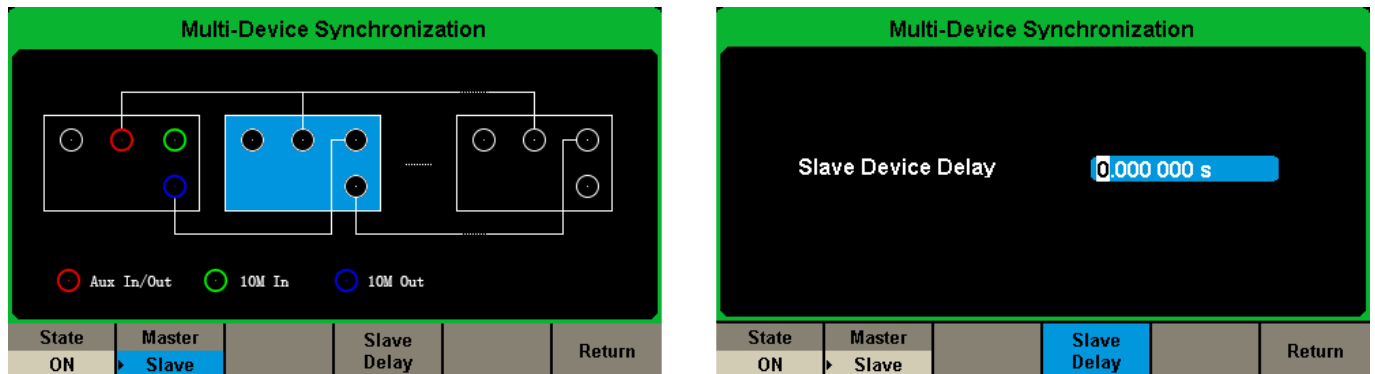 Multi-Device Synchronization
Aux In/Out 10M In 10M Out
State Master Slave Delay Return
ON Slave
Multi-Device Synchronization
Slave Device Delay 0.000 000 s
State Master Slave Delay Return
ON Slave